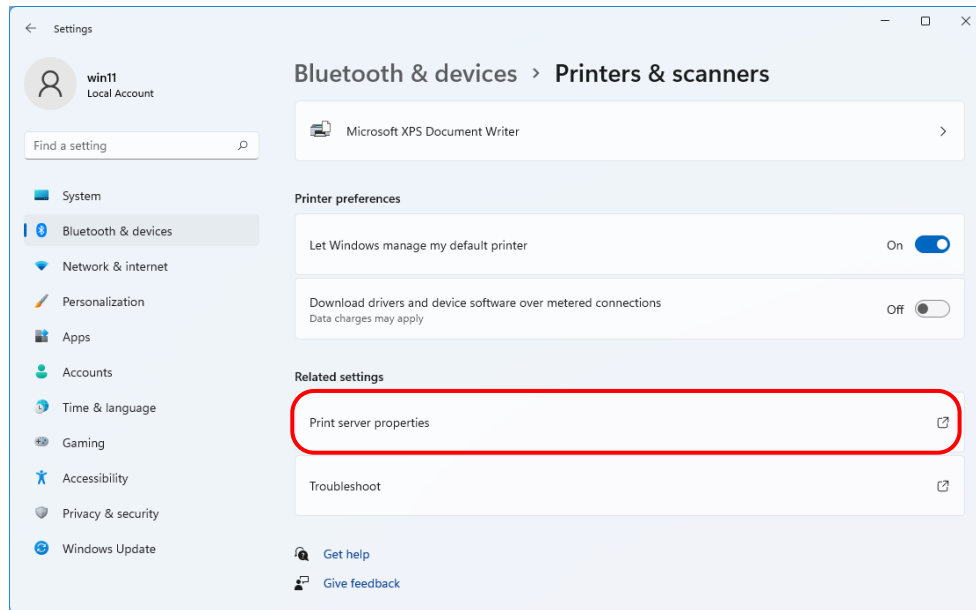 Settings
win11
Local Account
Find a setting
System
Bluetooth & devices
Network & internet
Personalization
Apps
Accounts
Time & language
Gaming
Accessibility
Privacy & security
Windows Update
Bluetooth & devices › Printers & scanners
Microsoft XPS Document Writer
Printer preferences
Let Windows manage my default printer On
Download drivers and device software over metered connections
Data charges may apply
Off
Related settings
Print server properties
Troubleshoot
Get help
Give feedback